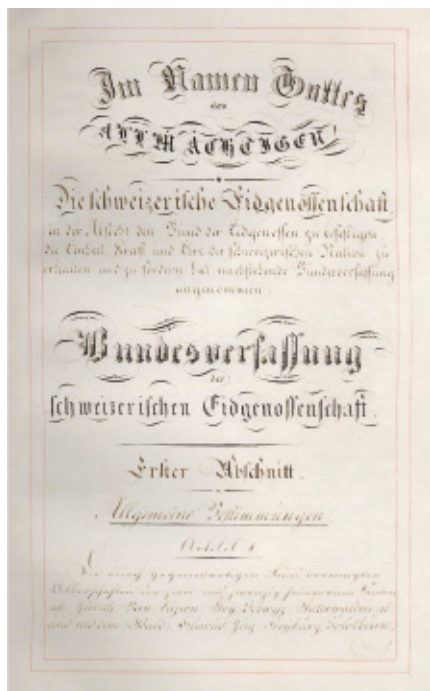 Im Namen Gottes
des
ALLMÄCHTIGEN!
Die schweizerische Eidgenossenschaft,
in der Absicht, den Bund der Eidgenossen zu befestigen,
die Einheit, Kraft und Ehre der schweizerischen Nation zu
erhalten und zu fördern, hat nachstehende Bundesverfassung
angenommen:
Bundesverfassung
der
schweizerischen Eidgenossenschaft.
Erster Abschnitt.
Allgemeine Bestimmungen.
Artikel 1
Die durch gegenwärtigen Bund vereinigten
Völkerschaften der zwei und zwanzig souveränen Kantone
als: Zürich, Bern, Luzern, Ury, Schwyz, Unterwalden, ob
und nid dem Wald, Glarus, Zug, Freyburg, Solothurn,